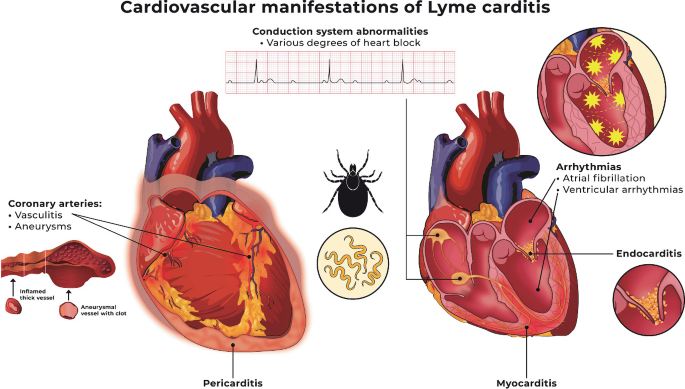 Cardiovascular manifestations of Lyme carditis
Conduction system abnormalities
• Various degrees of heart block
Arrhythmias
• Atrial fibrillation
• Ventricular arrhythmias
Coronary arteries:
• Vasculitis
• Aneurysms
Endocarditis
Inflamed
thick vessel
Aneurysmal
vessel with clot
Pericarditis
Myocarditis